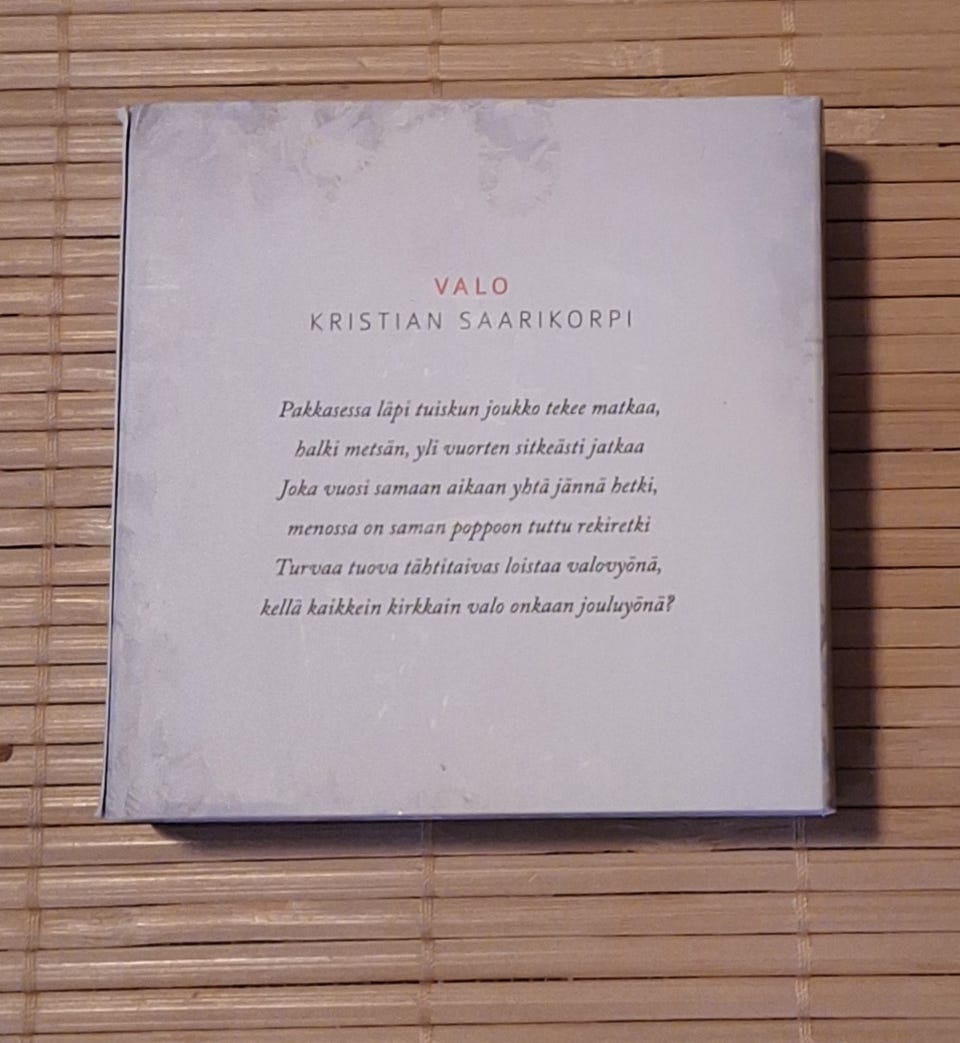 VALO
KRISTIAN SAARIKORPI
Pakkasessa läpi tuiskun joukko tekee matkaa,
halki metsän, yli vuorten sitkeästi jatkaa
Joka vuosi samaan aikaan yhtä jännä hetki,
menossa on saman poppoon tuttu rekiretki
Turvaa tuova tähtitaivas loistaa valovyönä,
kellä kaikkein kirkkain valo onkaan jouluyönä?